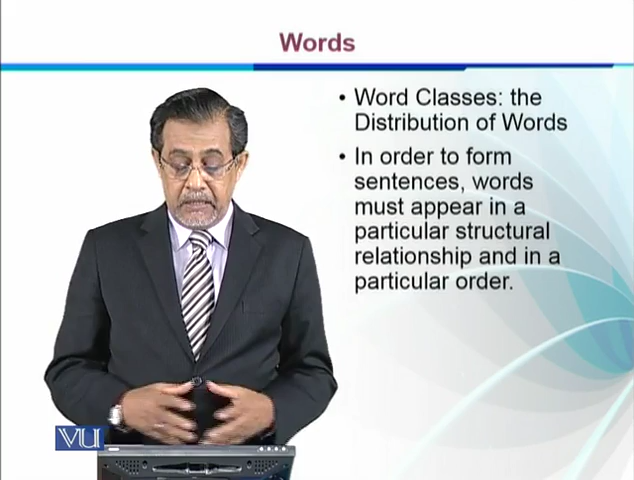 Words
• Word Classes: the
Distribution of Words
• In order to form
sentences, words
must appear in a
particular structural
relationship and in a
particular order.
VU